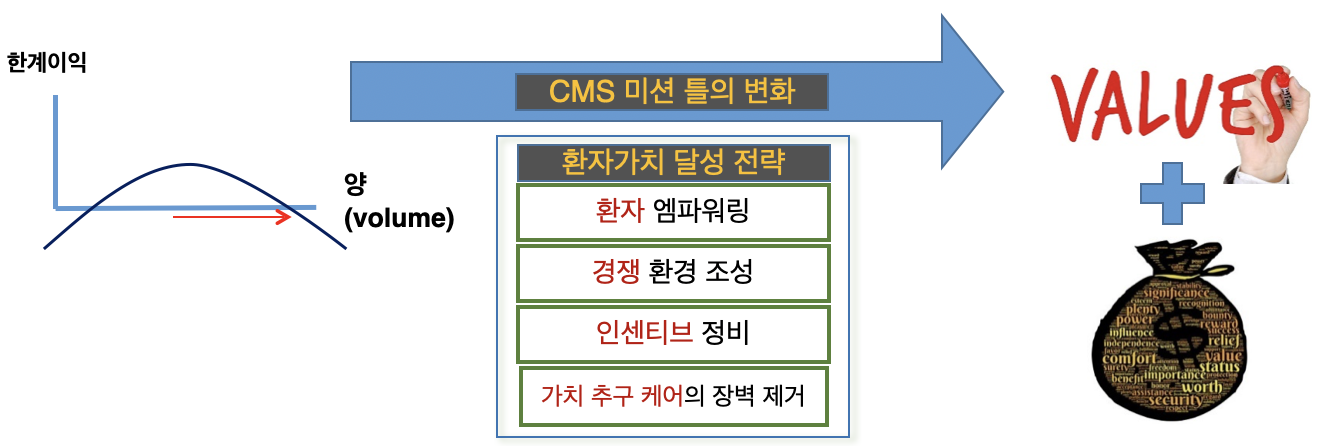 한계이익
양
(volume)
CMS 미션 틀의 변화
환자가치 달성 전략
환자 엠파워링
경쟁 환경 조성
인센티브 정비
가치 추구 케어의 장벽 제거
VALUES
significance
recognition
plenty
power
bounty
reward
influence
success
independence
relief
comfort
value
status
surety
freedom
importance
benefit
honor
worth
assistance
security
respect